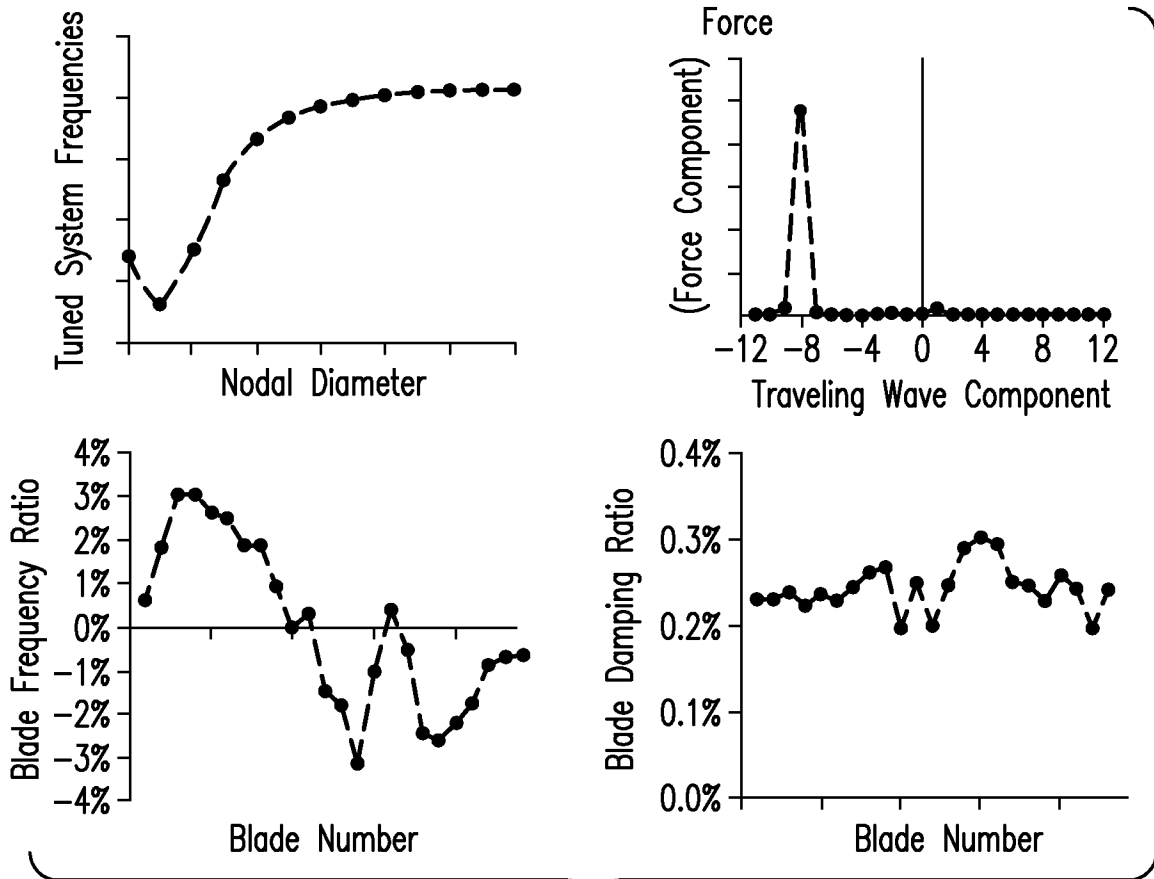 Tuned System Frequencies
Nodal Diameter
Force
(Force Component)
−12 −8 −4 0 4 8 12
Traveling Wave Component
Blade Frequency Ratio
4%
3%
2%
1%
0%
−1%
−2%
−3%
−4%
Blade Number
Blade Damping Ratio
0.4%
0.3%
0.2%
0.1%
0.0%
Blade Number